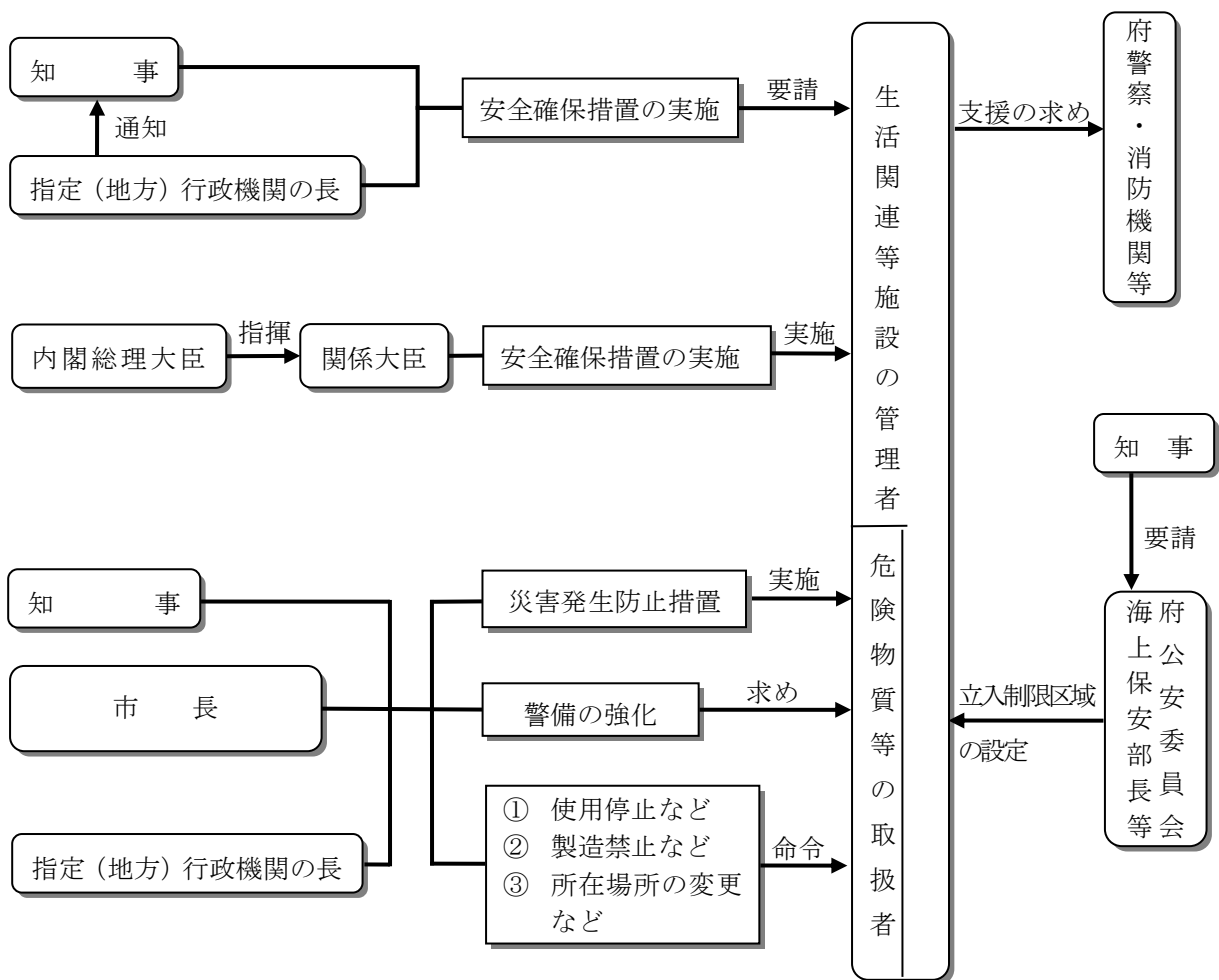 知 事
通知
指定（地方）行政機関の長
安全確保措置の実施
要請
内閣総理大臣
指揮
関係大臣
安全確保措置の実施
実施
知 事
市 長
指定（地方）行政機関の長
災害発生防止措置
実施
警備の強化
求め
① 使用停止など
② 製造禁止など
③ 所在場所の変更
など
命令
生活関連等施設の管理者
危険物質等の取扱者
支援の求め
府警察・消防機関等
知 事
要請
府公安委員会
海上保安部長等
立入制限区域
の設定